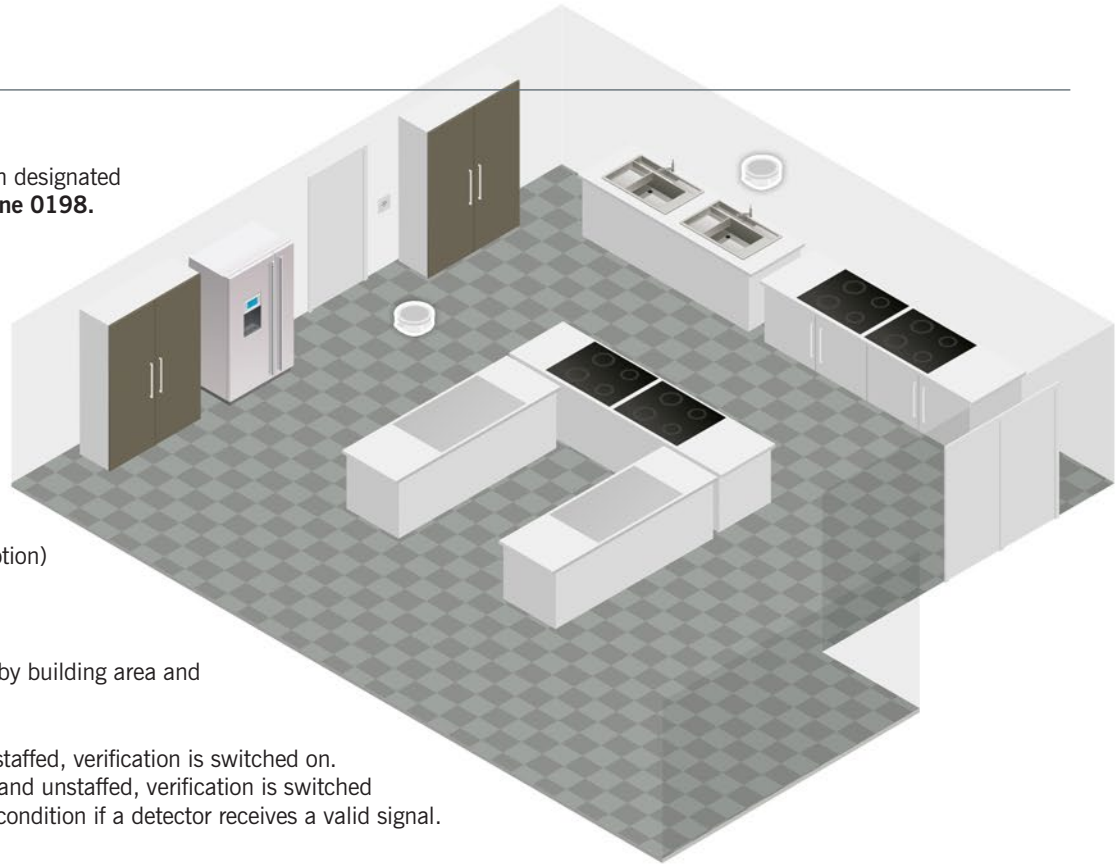 n designated
ne 0198.
tion)
by building area and
staffed, verification is switched on.
and unstaffed, verification is switched
condition if a detector receives a valid signal.